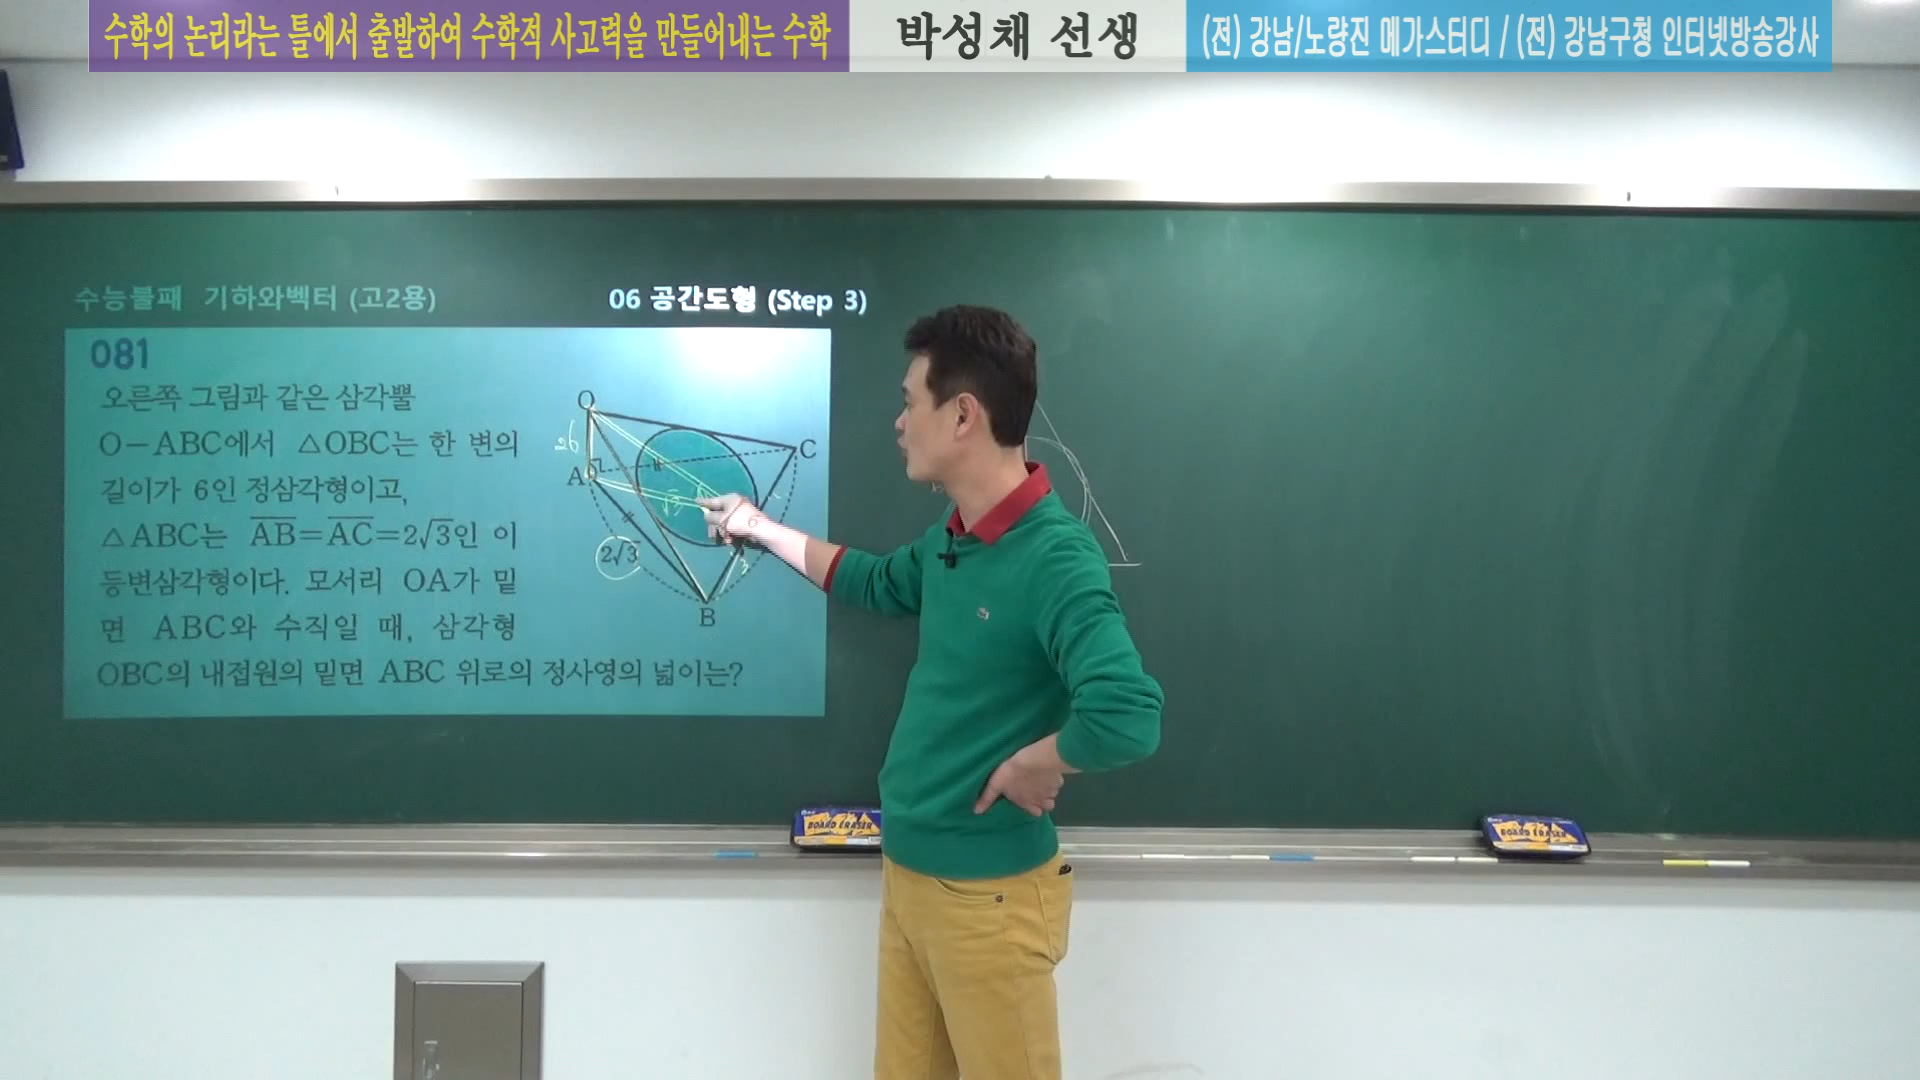 수학의 논리라는 틀에서 출발하여 수학적 사고력을 만들어내는 수학
박성채 선생
(전) 강남/노량진 메가스터디 / (전) 강남구청 인터넷방송강사
수능불패 기하와벡터 (고2용)
06 공간도형 (Step 3)
081
오른쪽 그림과 같은 삼각뿔
O-ABC에서 △OBC는 한 변의
길이가 6인 정삼각형이고,
△ABC는 \overline{AB}=\overline{AC}=2√3인 이
등변삼각형이다. 모서리 OA가 밑
면 ABC와 수직일 때, 삼각형
OBC의 내접원의 밑면 ABC 위로의 정사영의 넓이는?
O
C
A
2√3
3
B
BOARD ERASER
BOARD ERASER